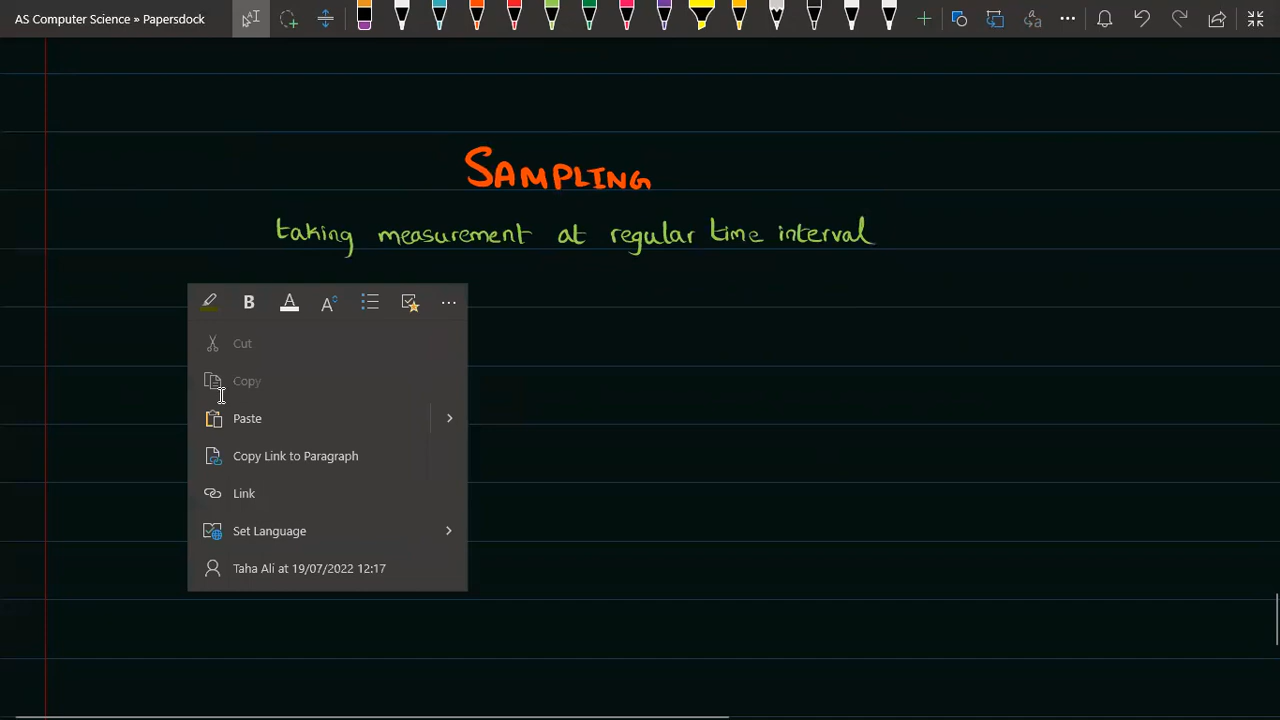 AS Computer Science » Papersdock
SAMPLING
taking measurement at regular time interval
B A A
Cut
Copy
Paste
Copy Link to Paragraph
Link
Set Language
Taha Ali at 19/07/2022 12:17